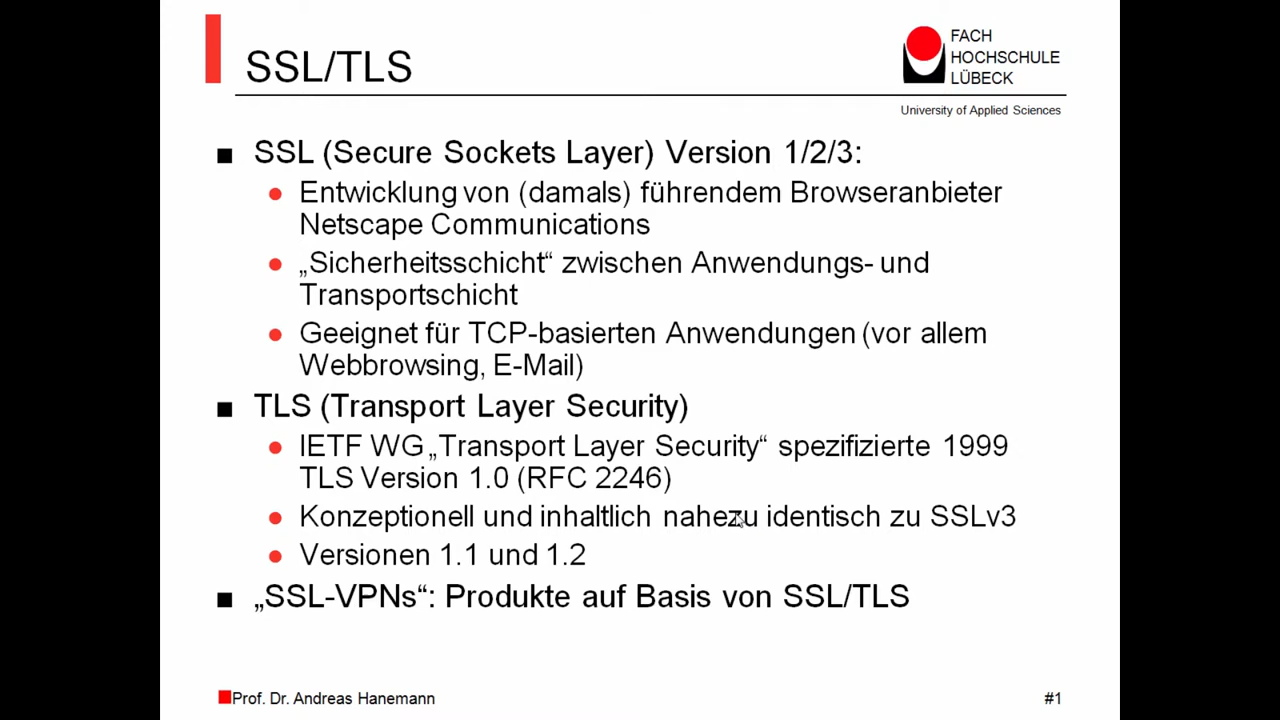 SSL/TLS
FACH
HOCHSCHULE
LÜBECK
University of Applied Sciences
SSL (Secure Sockets Layer) Version 1/2/3:
Entwicklung von (damals) führendem Browseranbieter
Netscape Communications
„Sicherheitsschicht“ zwischen Anwendungs- und
Transportschicht
Geeignet für TCP-basierten Anwendungen (vor allem
Webbrowsing, E-Mail)
TLS (Transport Layer Security)
IETF WG „Transport Layer Security“ spezifizierte 1999
TLS Version 1.0 (RFC 2246)
Konzeptionell und inhaltlich nahezu identisch zu SSLv3
Versionen 1.1 und 1.2
„SSL-VPNs“: Produkte auf Basis von SSL/TLS
Prof. Dr. Andreas Hanemann
#1